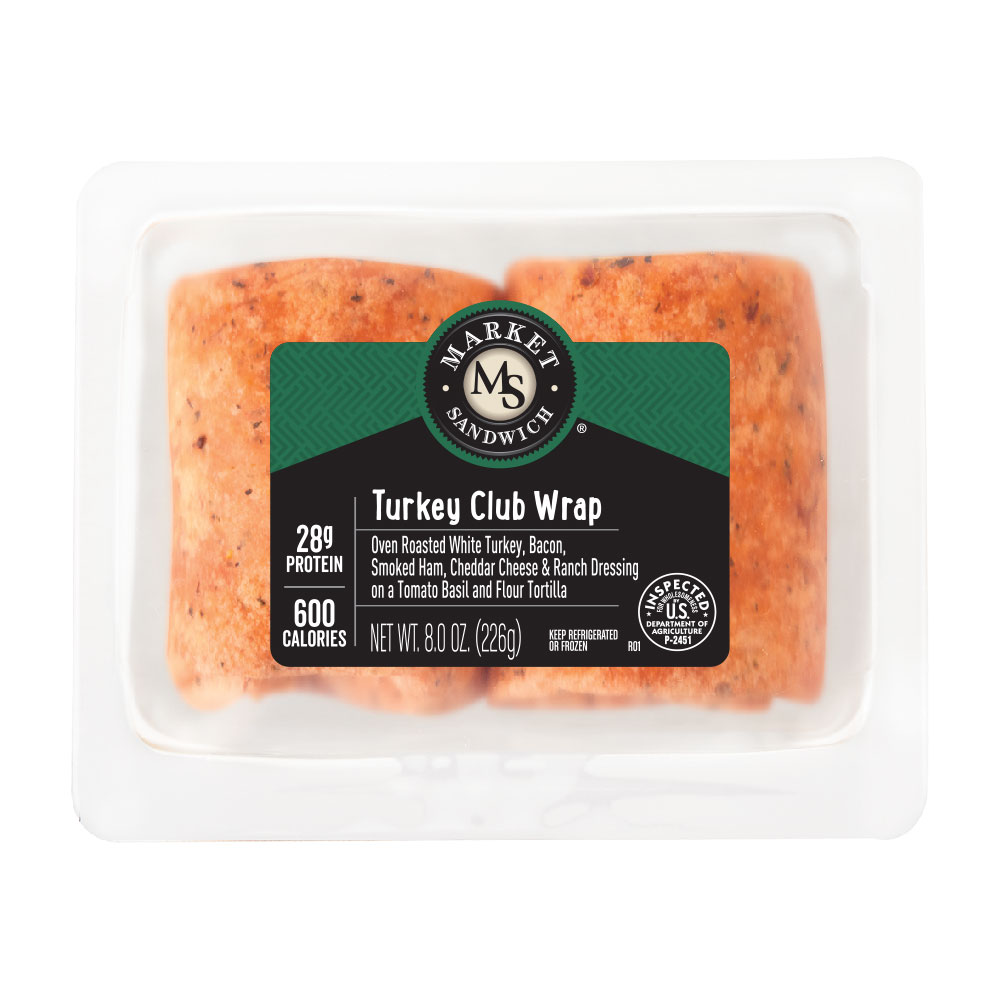 MARKET
MS
SANDWICH
®
Turkey Club Wrap
28g
PROTEIN
600
CALORIES
Oven Roasted White Turkey, Bacon,
Smoked Ham, Cheddar Cheese & Ranch Dressing
on a Tomato Basil and Flour Tortilla
NET WT. 8.0 OZ. (226g)
KEEP REFRIGERATED
OR FROZEN
R01
INSPECTED
FOR WHOLESOMENESS
BY
U.S.
DEPARTMENT OF
AGRICULTURE
P-2451